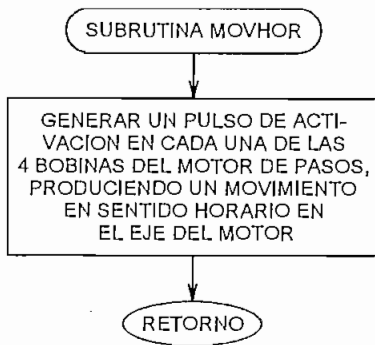 SUBRUTINA MOVHOR
GENERAR UN PULSO DE ACTI-
VACION EN CADA UNA DE LAS
4 BOBINAS DEL MOTOR DE PASOS,
PRODUCIENDO UN MOVIMIENTO
EN SENTIDO HORARIO EN
EL EJE DEL MOTOR
RETORNO